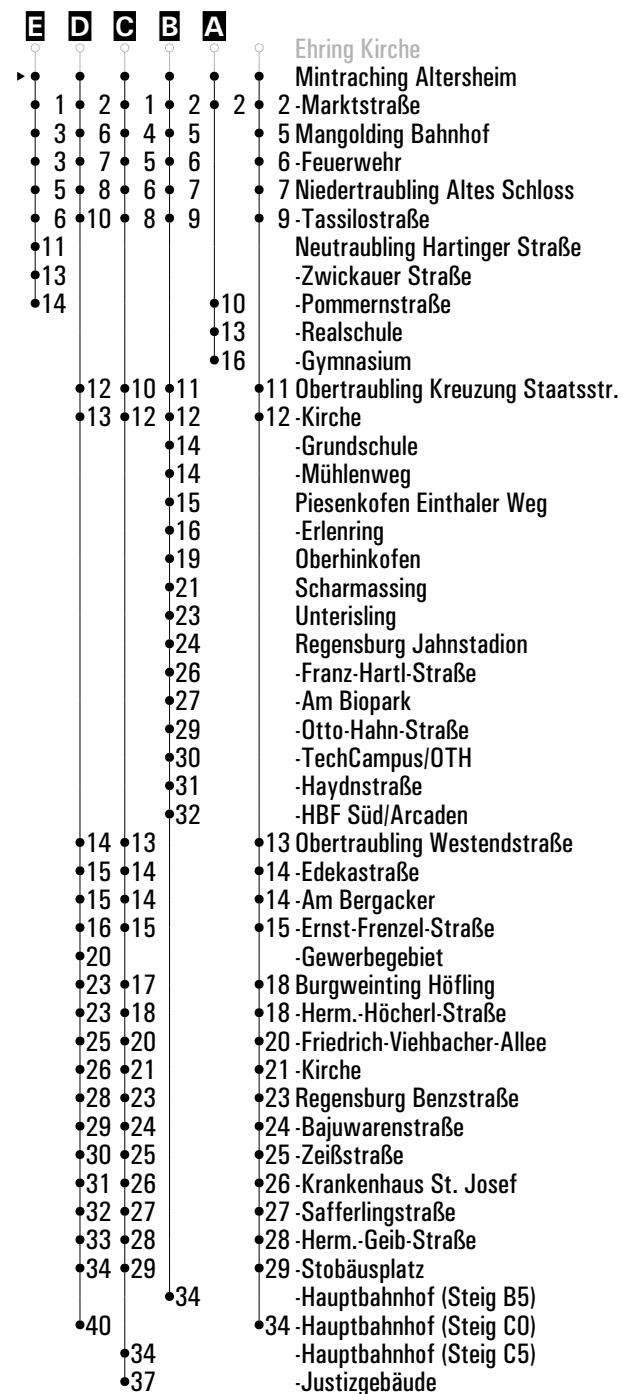 E D C B A
Ehring Kirche
Mintraching Altersheim
1 2 1 2 2 2 -Marktstraße
3 6 4 5 5 Mangolding Bahnhof
3 7 5 6 6 -Feuerwehr
5 8 6 7 7 Niedertraubling Altes Schloss
6 10 8 9 9 -Tassilostraße
11 Neutraubling Hartinger Straße
13 -Zwickauer Straße
14 10 -Pommernstraße
13 -Realschule
16 -Gymnasium
12 10 11 11 Obertraubling Kreuzung Staatsstr.
13 12 12 12 -Kirche
14 -Grundschule
14 -Mühlenweg
15 Piesenkofen Einthaler Weg
16 -Erlenring
19 Oberhinkofen
21 Scharmassing
23 Unterisling
24 Regensburg Jahnstadion
26 -Franz-Hartl-Straße
27 -Am Biopark
29 -Otto-Hahn-Straße
30 -TechCampus/OTH
31 -Haydnstraße
32 -HBF Süd/Arcaden
14 13 13 Obertraubling Westendstraße
15 14 14 -Edekastraße
15 14 14 -Am Bergacker
16 15 15 -Ernst-Frenzel-Straße
20 -Gewerbegebiet
23 17 18 Burgweinting Höfling
23 18 18 -Herm.-Höcherl-Straße
25 20 20 -Friedrich-Viehbacher-Allee
26 21 21 -Kirche
28 23 23 Regensburg Benzstraße
29 24 24 -Bajuwarenstraße
30 25 25 -Zeißstraße
31 26 26 -Krankenhaus St. Josef
32 27 27 -Safferlingstraße
33 28 28 -Herm.-Geib-Straße
34 29 29 -Stobäusplatz
34 -Hauptbahnhof (Steig B5)
40 34 -Hauptbahnhof (Steig C0)
34 -Hauptbahnhof (Steig C5)
37 -Justizgebäude